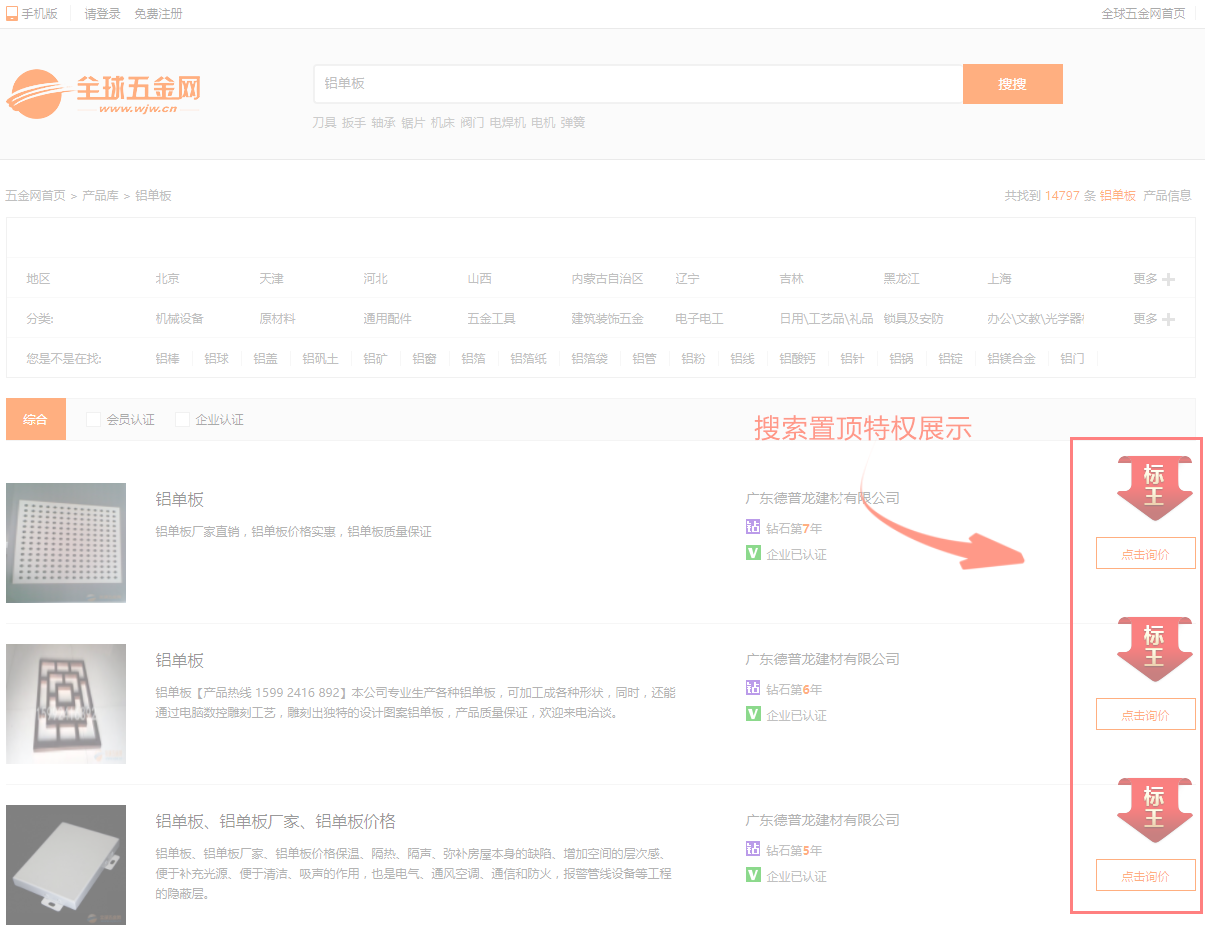 手机版 请登录 免费注册 全球五金网首页
全球五金网
www.wjw.cn
铝单板 搜搜
刀具 扳手 轴承 锯片 机床 阀门 电焊机 电机 弹簧
五金网首页 > 产品库 > 铝单板 共找到 14797 条 铝单板 产品信息
地区 北京 天津 河北 山西 内蒙古自治区 辽宁 吉林 黑龙江 上海 更多
分类: 机械设备 原材料 通用配件 五金工具 建筑装饰五金 电子电工 日用\工艺品\礼品 锁具及安防 办公\文教\光学器 更多
您是不是在找: 铝棒 铝球 铝盖 铝矾土 铝矿 铝窗 铝箔 铝箔纸 铝箔袋 铝管 铝粉 铝线 铝酸钙 铝针 铝锅 铝锭 铝镁合金 铝门
综合 会员认证 企业认证
搜索置顶特权展示
铝单板
铝单板厂家直销，铝单板价格实惠，铝单板质量保证
广东德普龙建材有限公司
钻 钻石第7年
V 企业已认证
标王
点击询价
铝单板
铝单板【产品热线 1599 2416 892】本公司专业生产各种铝单板，可加工成各种形状，同时，还能
通过电脑数控雕刻工艺，雕刻出独特的设计图案铝单板，产品质量保证，欢迎来电洽谈。
广东德普龙建材有限公司
钻 钻石第6年
V 企业已认证
标王
点击询价
铝单板、铝单板厂家、铝单板价格
铝单板、铝单板厂家、铝单板价格保温、隔热、隔声、弥补房屋本身的缺陷、增加空间的层次感、
便于补充光源、便于清洁、吸声的作用，也是电气、通风空调、通信和防火，报警管线设备等工程
的隐蔽层。
广东德普龙建材有限公司
钻 钻石第5年
V 企业已认证
标王
点击询价